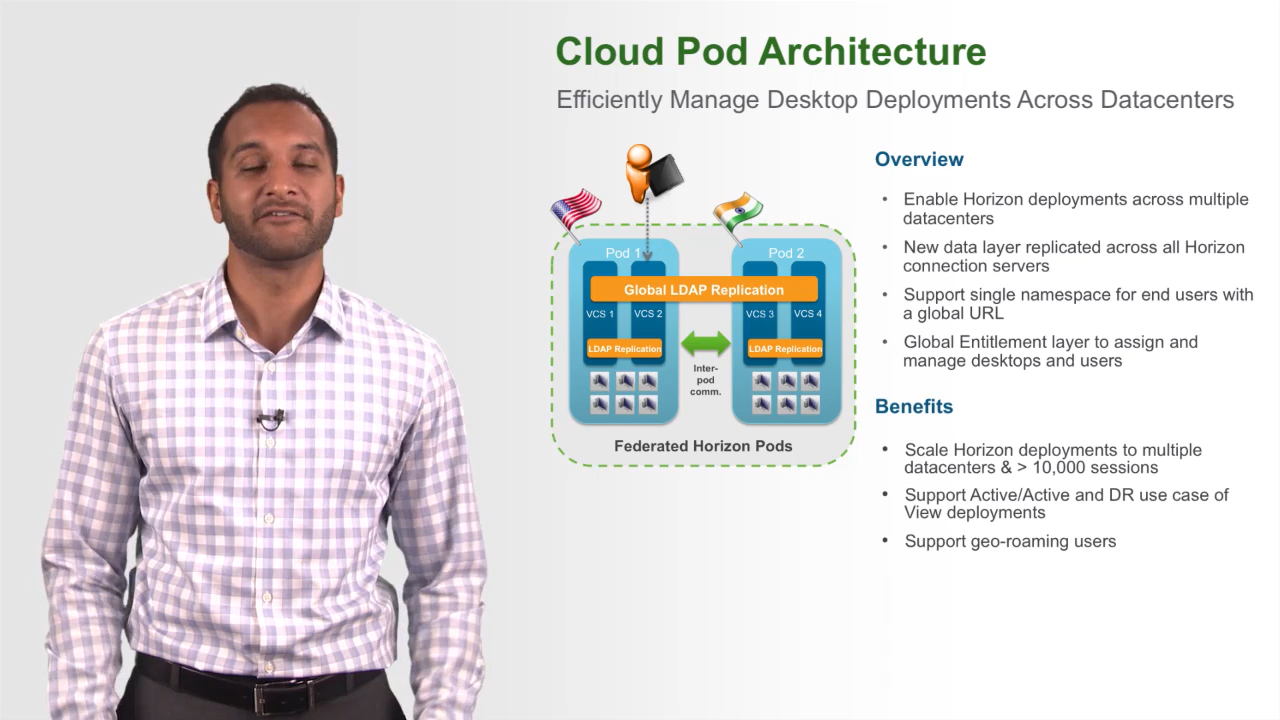 Cloud Pod Architecture
Efficiently Manage Desktop Deployments Across Datacenters
Pod 1
Pod 2
Global LDAP Replication
VCS 1
VCS 2
VCS 3
VCS 4
LDAP Replication
LDAP Replication
Inter-
pod
comm.
Federated Horizon Pods
Overview
• Enable Horizon deployments across multiple
datacenters
• New data layer replicated across all Horizon
connection servers
• Support single namespace for end users with
a global URL
• Global Entitlement layer to assign and
manage desktops and users
Benefits
• Scale Horizon deployments to multiple
datacenters & > 10,000 sessions
• Support Active/Active and DR use case of
View deployments
• Support geo-roaming users